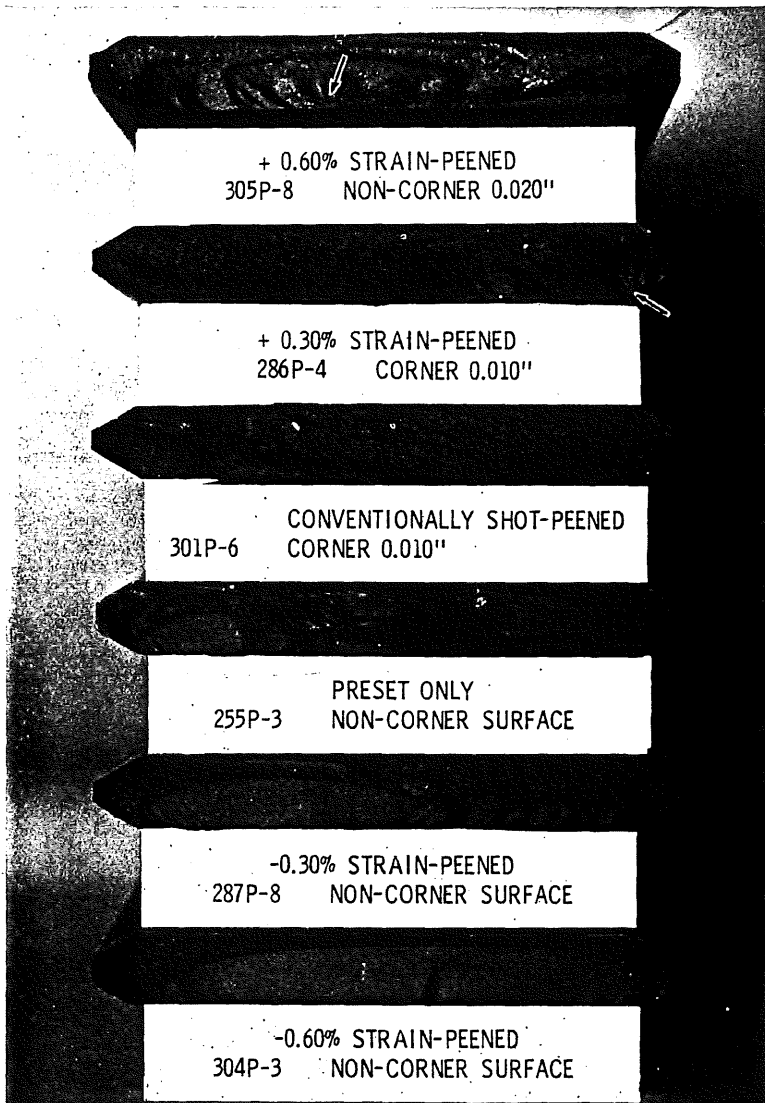 + 0.60% STRAIN-PEENED
305P-8 NON-CORNER 0.020"
+ 0.30% STRAIN-PEENED
286P-4 CORNER 0.010"
CONVENTIONALLY SHOT-PEENED
301P-6 CORNER 0.010"
PRESET ONLY
255P-3 NON-CORNER SURFACE
-0.30% STRAIN-PEENED
287P-8 NON-CORNER SURFACE
-0.60% STRAIN-PEENED
304P-3 NON-CORNER SURFACE